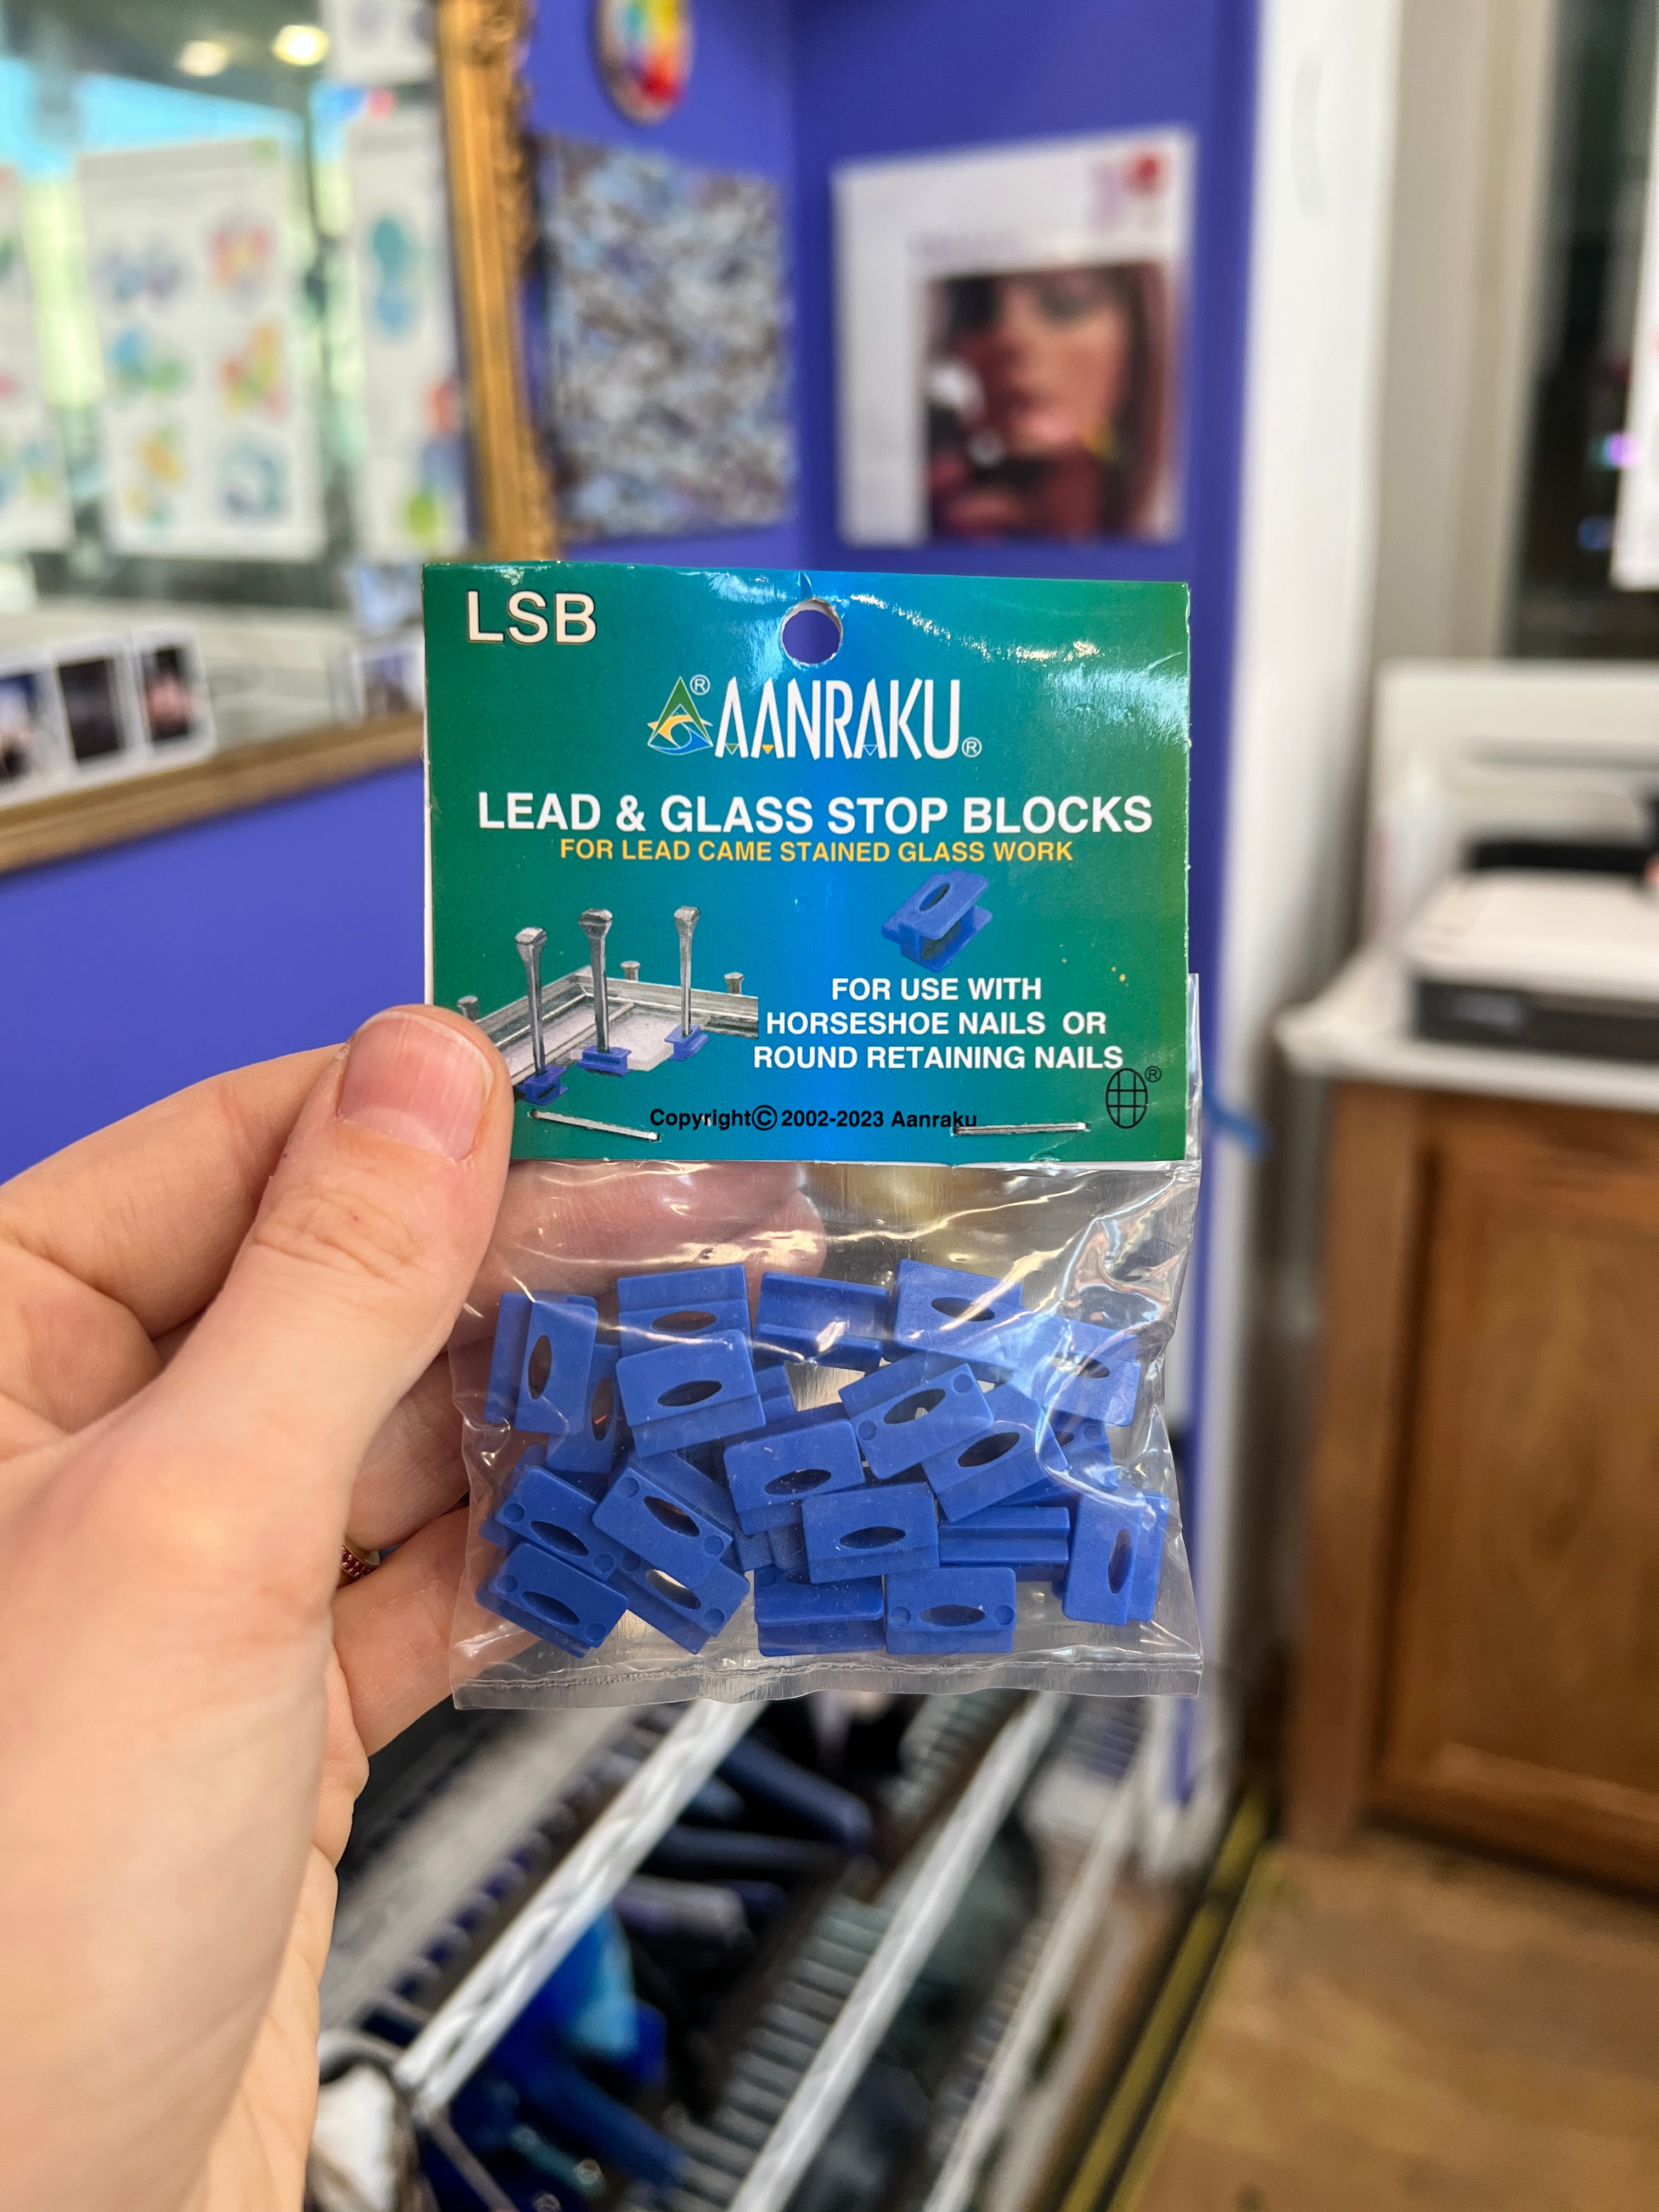 LSB
®AANRAKU®
LEAD & GLASS STOP BLOCKS
FOR LEAD CAME STAINED GLASS WORK
FOR USE WITH
HORSESHOE NAILS OR
ROUND RETAINING NAILS
®
Copyright© 2002-2023 Aanraku